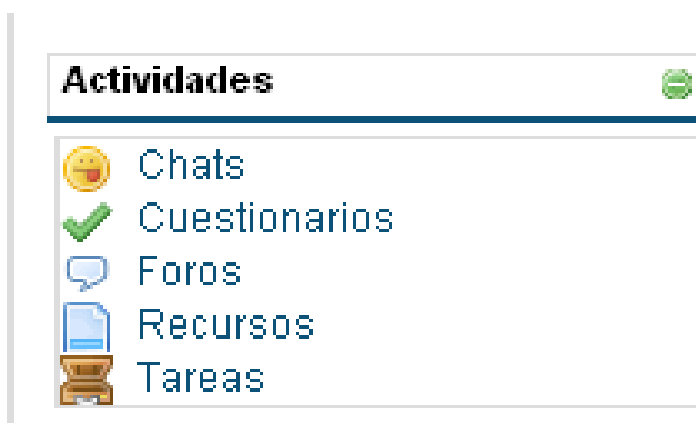 Actividades
Chats
Cuestionarios
Foros
Recursos
Tareas